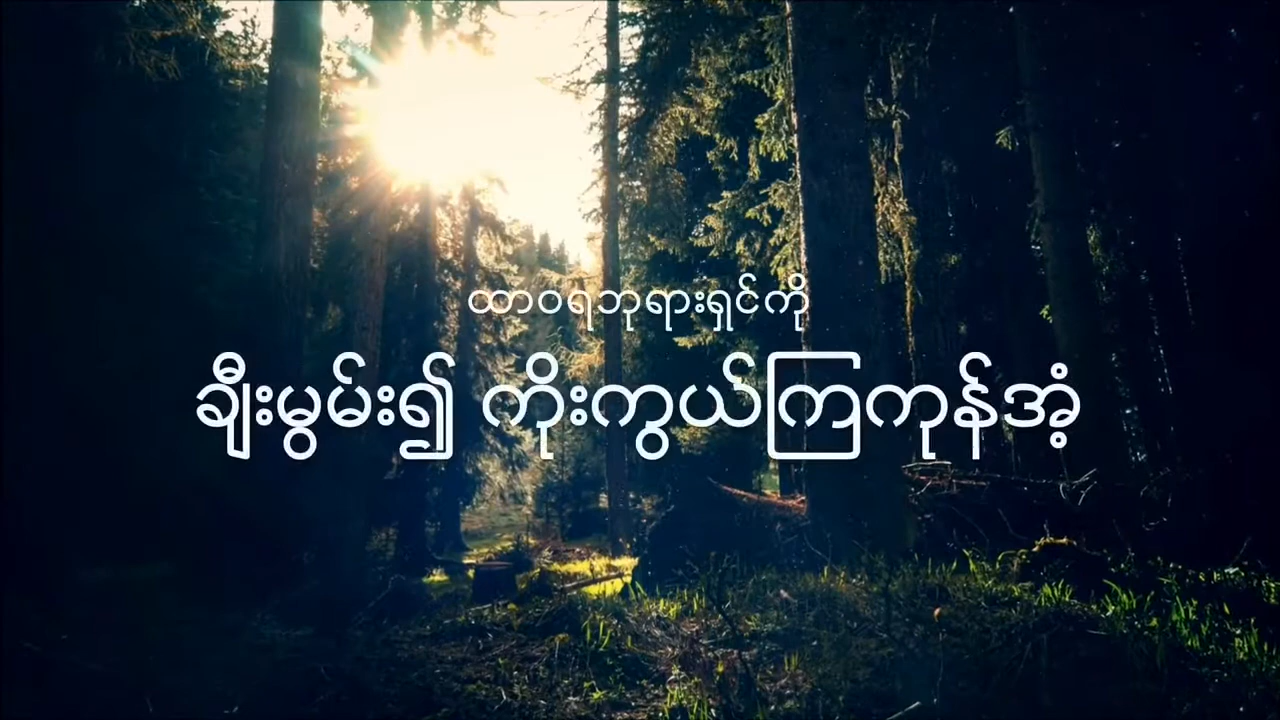 ထာဝရဘုရားရှင်ကို
ချီးမွမ်း၍ ကိုးကွယ်ကြကုန်အံ့